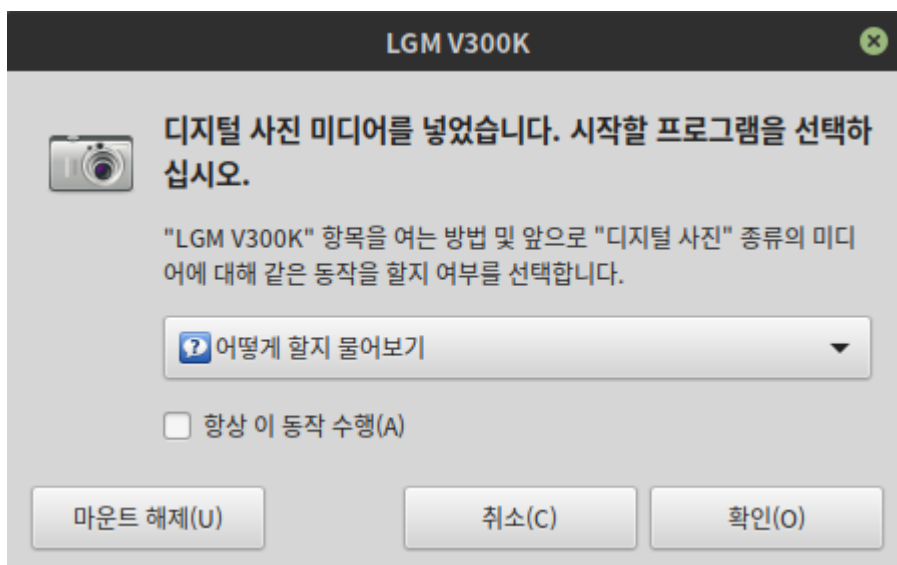 LGM V300K
디지털 사진 미디어를 넣었습니다. 시작할 프로그램을 선택하
십시오.
"LGM V300K" 항목을 여는 방법 및 앞으로 "디지털 사진" 종류의 미디
어에 대해 같은 동작을 할지 여부를 선택합니다.
어떻게 할지 물어보기
항상 이 동작 수행(A)
마운트 해제(U) 취소(C) 확인(O)